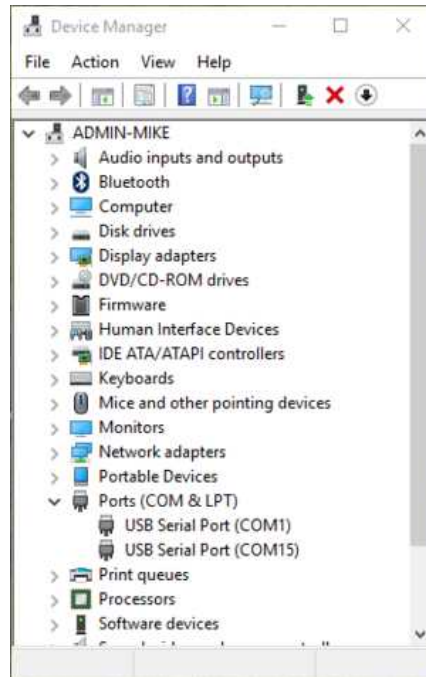 Device Manager
File Action View Help
ADMIN-MIKE
Audio inputs and outputs
Bluetooth
Computer
Disk drives
Display adapters
DVD/CD-ROM drives
Firmware
Human Interface Devices
IDE ATA/ATAPI controllers
Keyboards
Mice and other pointing devices
Monitors
Network adapters
Portable Devices
Ports (COM & LPT)
USB Serial Port (COM1)
USB Serial Port (COM15)
Print queues
Processors
Software devices